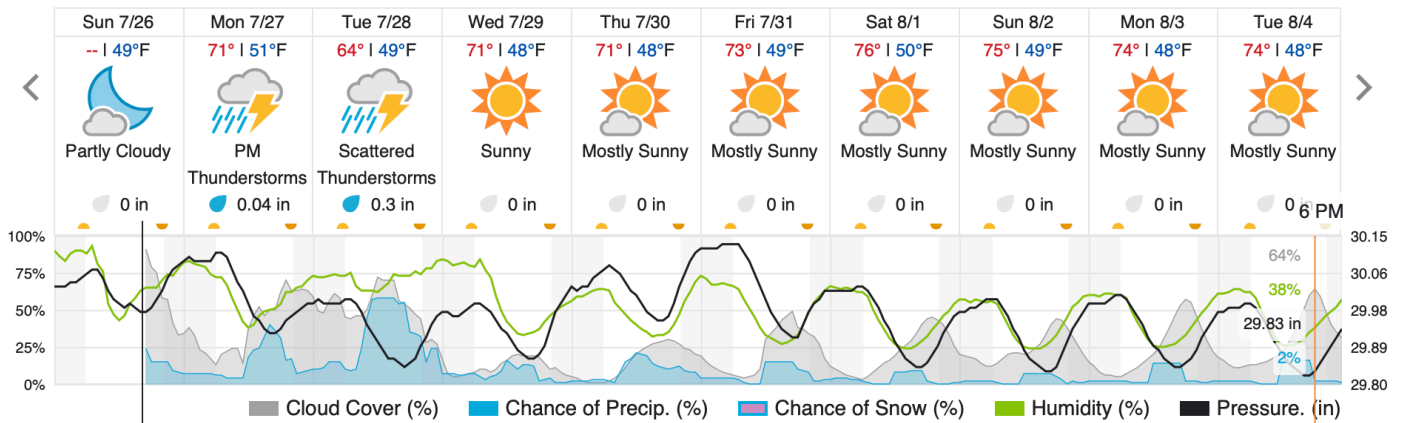 Sun 7/26 Mon 7/27 Tue 7/28 Wed 7/29 Thu 7/30 Fri 7/31 Sat 8/1 Sun 8/2 Mon 8/3 Tue 8/4
-- | 49°F 71° | 51°F 64° | 49°F 71° | 48°F 71° | 48°F 73° | 49°F 76° | 50°F 75° | 49°F 74° | 48°F 74° | 48°F
Partly Cloudy PM Scattered Sunny Mostly Sunny Mostly Sunny Mostly Sunny Mostly Sunny Mostly Sunny Mostly Sunny
Thunderstorms Thunderstorms
0 in 0.04 in 0.3 in 0 in 0 in 0 in 0 in 0 in 0 in 0 in
6 PM
100% 30.15
64%
75% 30.06
38%
50% 29.98
29.83 in
25% 29.89
2%
0% 29.80
Cloud Cover (%) Chance of Precip. (%) Chance of Snow (%) Humidity (%) Pressure. (in)